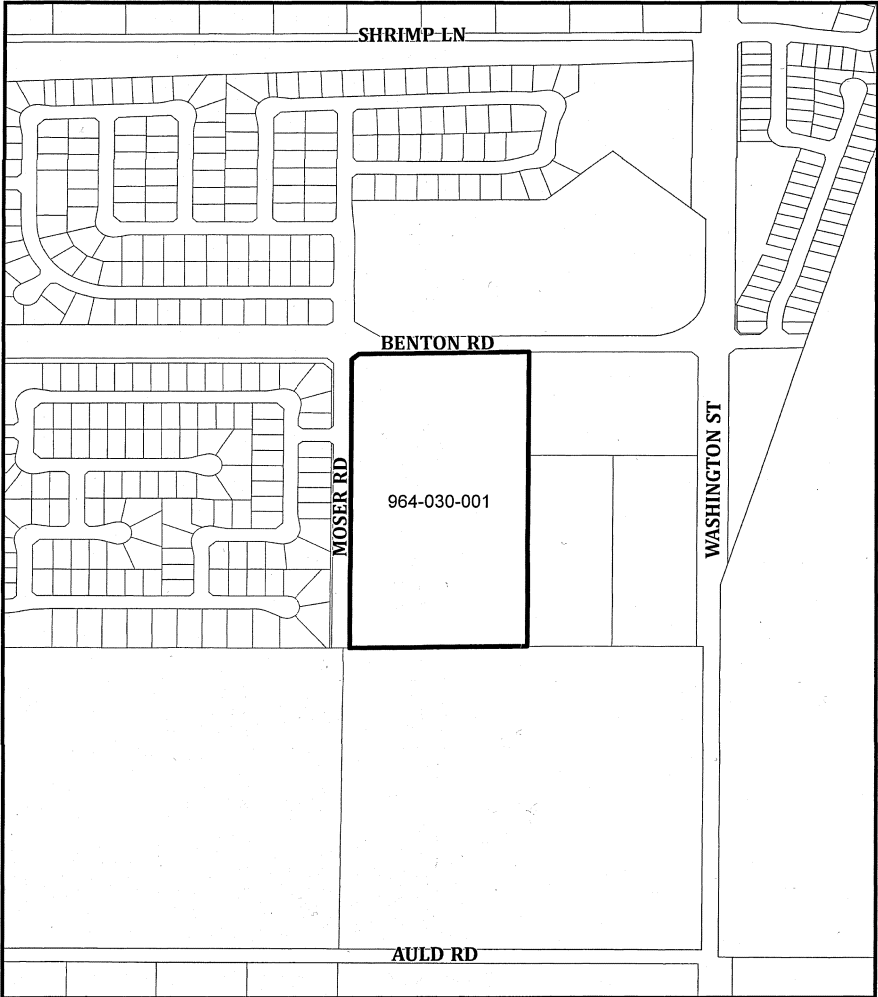 SHRIMP LN
BENTON RD
WASHINGTON ST
MOSER RD
964-030-001
AULD RD